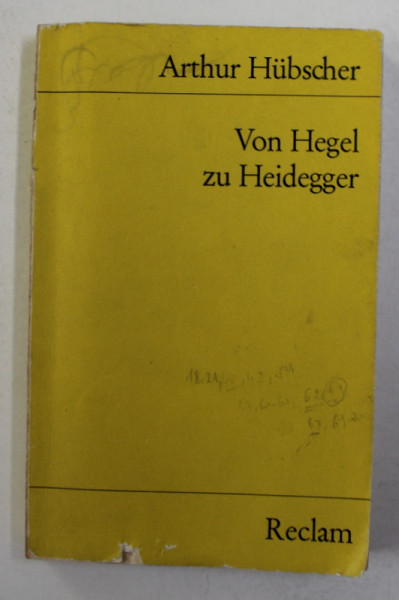 Arthur Hübscher
Von Hegel
zu Heidegger
Reclam